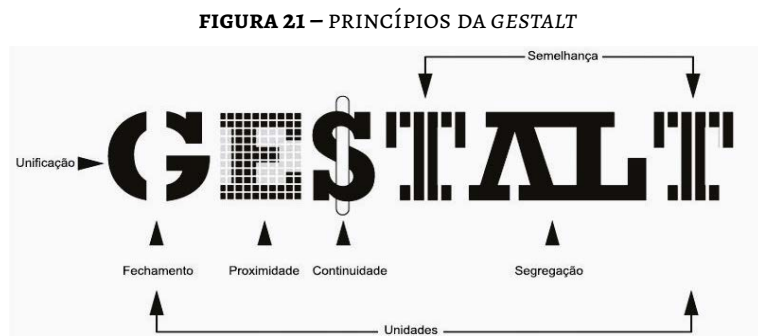 FIGURA 21 – PRINCÍPIOS DA GESTALT
Semelhança
Unificação
GESTALT
Fechamento
Proximidade
Continuidade
Segregação
Unidades